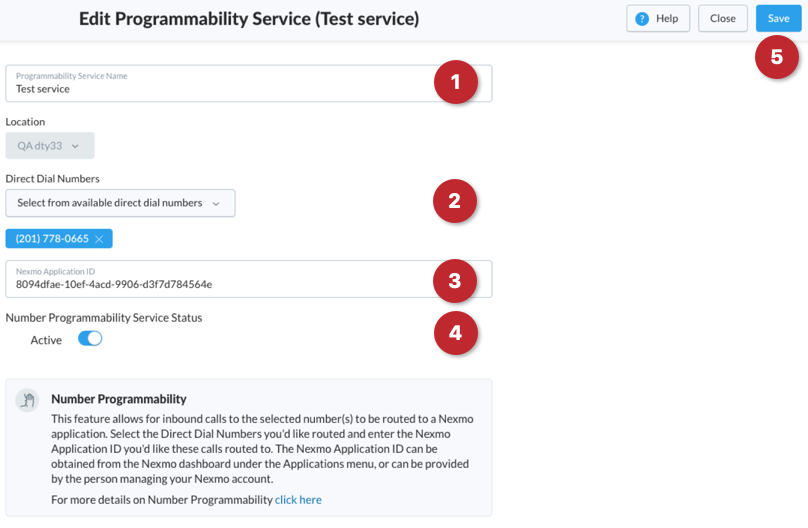 Edit Programmability Service (Test service)
? Help
Close
Save
5
Programmability Service Name
Test service
1
Location
QA dty33
Direct Dial Numbers
Select from available direct dial numbers
2
(201) 778-0665
Nexmo Application ID
8094dfae-10ef-4acd-9906-d3f7d784564e
3
Number Programmability Service Status
Active
4
Number Programmability
This feature allows for inbound calls to the selected number(s) to be routed to a Nexmo
application. Select the Direct Dial Numbers you'd like routed and enter the Nexmo
Application ID you'd like these calls routed to. The Nexmo Application ID can be
obtained from the Nexmo dashboard under the Applications menu, or can be provided
by the person managing your Nexmo account.
For more details on Number Programmability click here